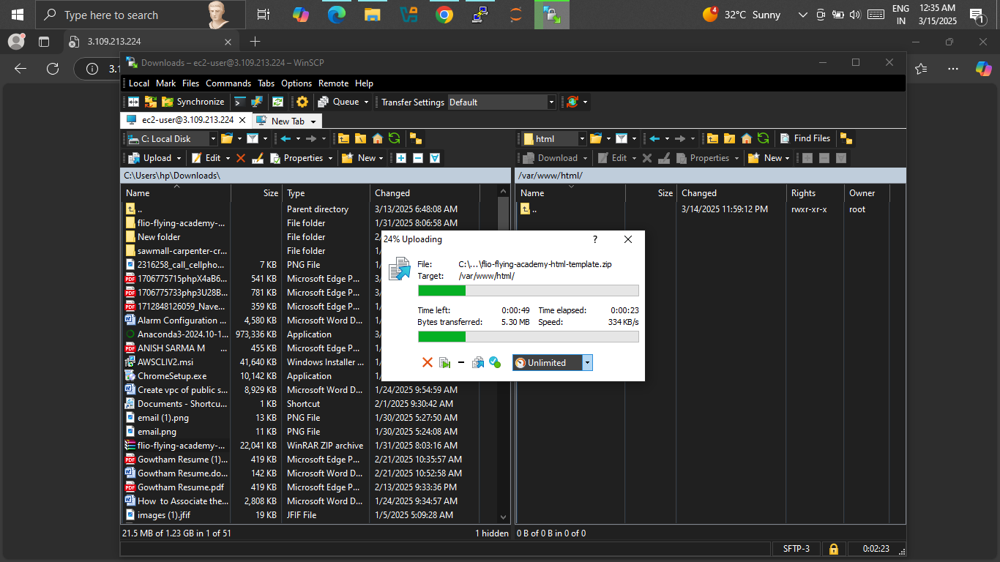 Type here to search
4
32°C Sunny
ENG
IN
12:35 AM
3/15/2025
1
3.109.213.224
3.1
Downloads – ec2-user@3.109.213.224 – WinSCP
Local Mark Files Commands Tabs Options Remote Help
Synchronize Queue Transfer Settings Default
ec2-user@3.109.213.224 New Tab
C: Local Disk
html Find Files
Upload Edit Properties New
Download Edit Properties New
C:\Users\hp\Downloads\
/var/www/html/
Name Size Type Changed
.. Parent directory 3/13/2025 6:48:08 AM
flio-flying-academy-... File folder 1/31/2025 8:06:58 AM
New folder File folder 2/
sawmall-carpenter-cr... File folder 1/
2316258_call_cellpho... 7 KB PNG File 1/
1706775715phpX4aB6... 541 KB Microsoft Edge P... 3/
1706775733php3U28B... 781 KB Microsoft Edge P... 3/
1712848126059_Nave... 359 KB Microsoft Edge P... 1/
Alarm Configuration ... 4,580 KB Microsoft Word D... 2/
Anaconda3-2024.10-1... 973,336 KB Application 3/
ANISH SARMA M ... 455 KB Microsoft Edge P... 1/
AWSCLIV2.msi 41,640 KB Windows Installer ... 2/
ChromeSetup.exe 10,142 KB Application 1/
Create vpc of public s... 8,929 KB Microsoft Word D... 1/24/2025 9:54:59 AM
Documents - Shortcu... 1 KB Shortcut 2/1/2025 9:30:42 AM
email (1).png 13 KB PNG File 1/30/2025 5:27:50 AM
email.png 11 KB PNG File 1/30/2025 5:24:08 AM
flio-flying-academy-... 22,041 KB WinRAR ZIP archive 1/31/2025 8:03:16 AM
Gowtham Resume (1)... 419 KB Microsoft Edge P... 2/21/2025 10:35:57 AM
Gowtham Resume.do... 142 KB Microsoft Word D... 2/21/2025 10:52:58 AM
Gowtham Resume.pdf 419 KB Microsoft Edge P... 2/13/2025 9:33:36 PM
How to Associate the... 2,808 KB Microsoft Word D... 1/24/2025 9:34:57 AM
images (1).jfif 19 KB JFIF File 1/5/2025 5:09:28 AM
Name Size Changed Rights Owner
.. 3/14/2025 11:59:12 PM rwxr-xr-x root
24% Uploading ?
File: C:\...\flio-flying-academy-html-template.zip
Target: /var/www/html/
Time left: 0:00:49 Time elapsed: 0:00:23
Bytes transferred: 5.30 MB Speed: 334 KB/s
Unlimited
21.5 MB of 1.23 GB in 1 of 51 1 hidden
0 B of 0 B in 0 of 0
SFTP-3 0:02:23